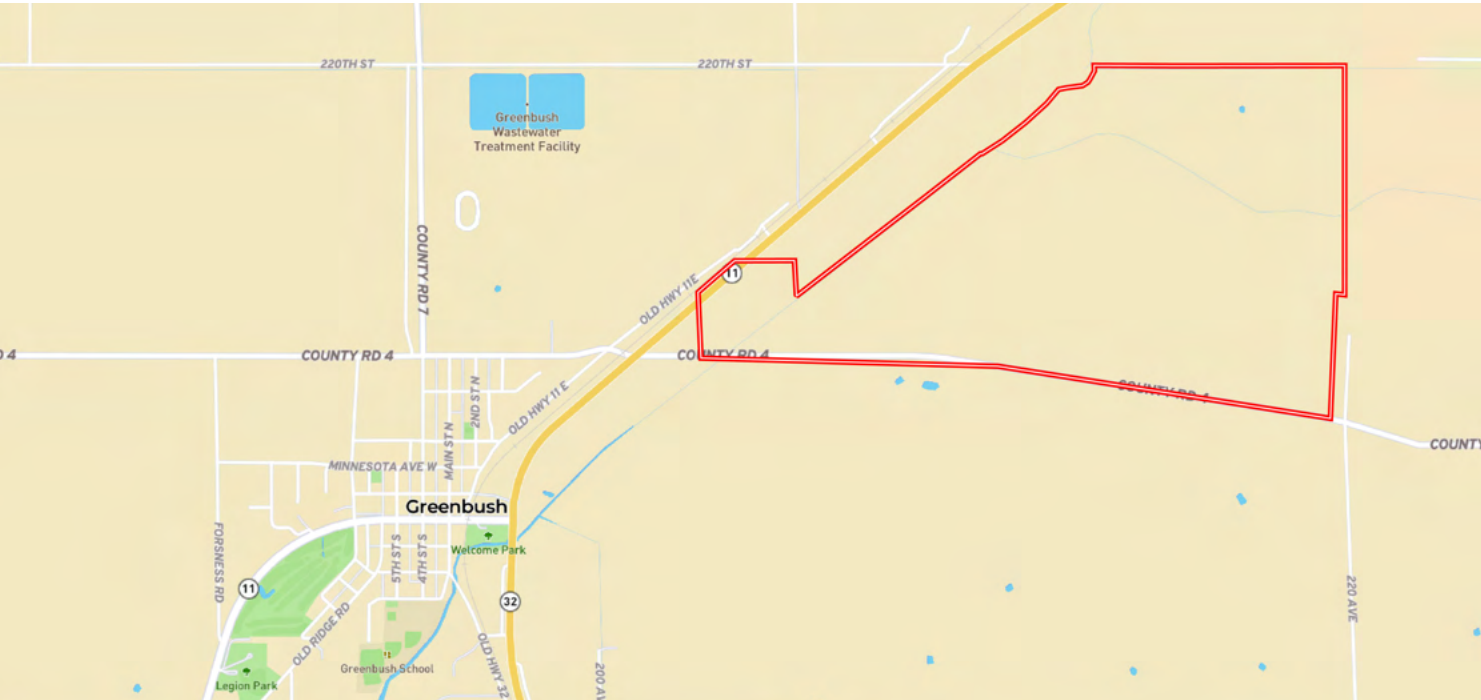 220TH ST
220TH ST
Greenbush
Wastewater
Treatment Facility
COUNTY RD 7
11
OLD HWY 11E
D 4
COUNTY RD 4
COUNTY RD 4
COUNTY RD 4
OLD HWY 11 E
2ND ST N
MAIN ST N
COUNTY
MINNESOTA AVE W
Greenbush
FORSNESS RD
5TH ST S
4TH ST S
Welcome Park
11
32
220 AVE
OLD RIDGE RD
OLD HWY 32
Greenbush School
200 AV
Legion Park